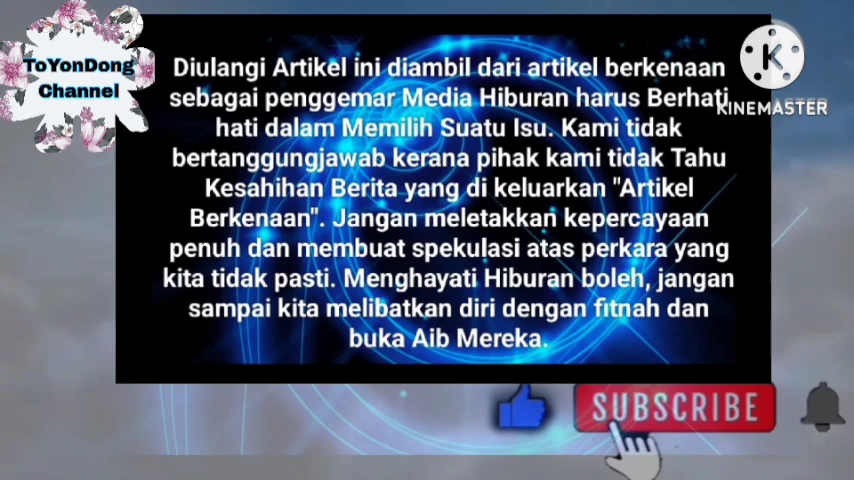 ToYonDong
Channel
KINEMASTER
Diulangi Artikel ini diambil dari artikel berkenaan
sebagai penggemar Media Hiburan harus Berhati
hati dalam Memilih Suatu Isu. Kami tidak
bertanggungjawab kerana pihak kami tidak Tahu
Kesahihan Berita yang di keluarkan "Artikel
Berkenaan". Jangan meletakkan kepercayaan
penuh dan membuat spekulasi atas perkara yang
kita tidak pasti. Menghayati Hiburan boleh, jangan
sampai kita melibatkan diri dengan fitnah dan
buka Aib Mereka.
SUBSCRIBE